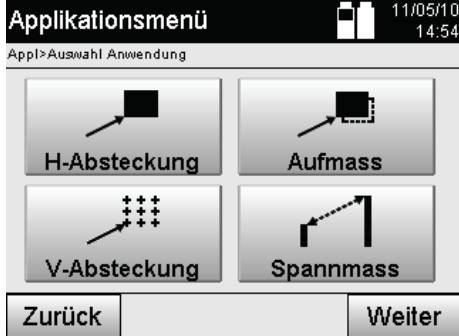 Applikationsmenü
11/05/10
14:54
Appl>Auswahl Anwendung
H-Absteckung
Aufmass
V-Absteckung
Spannmass
Zurück
Weiter